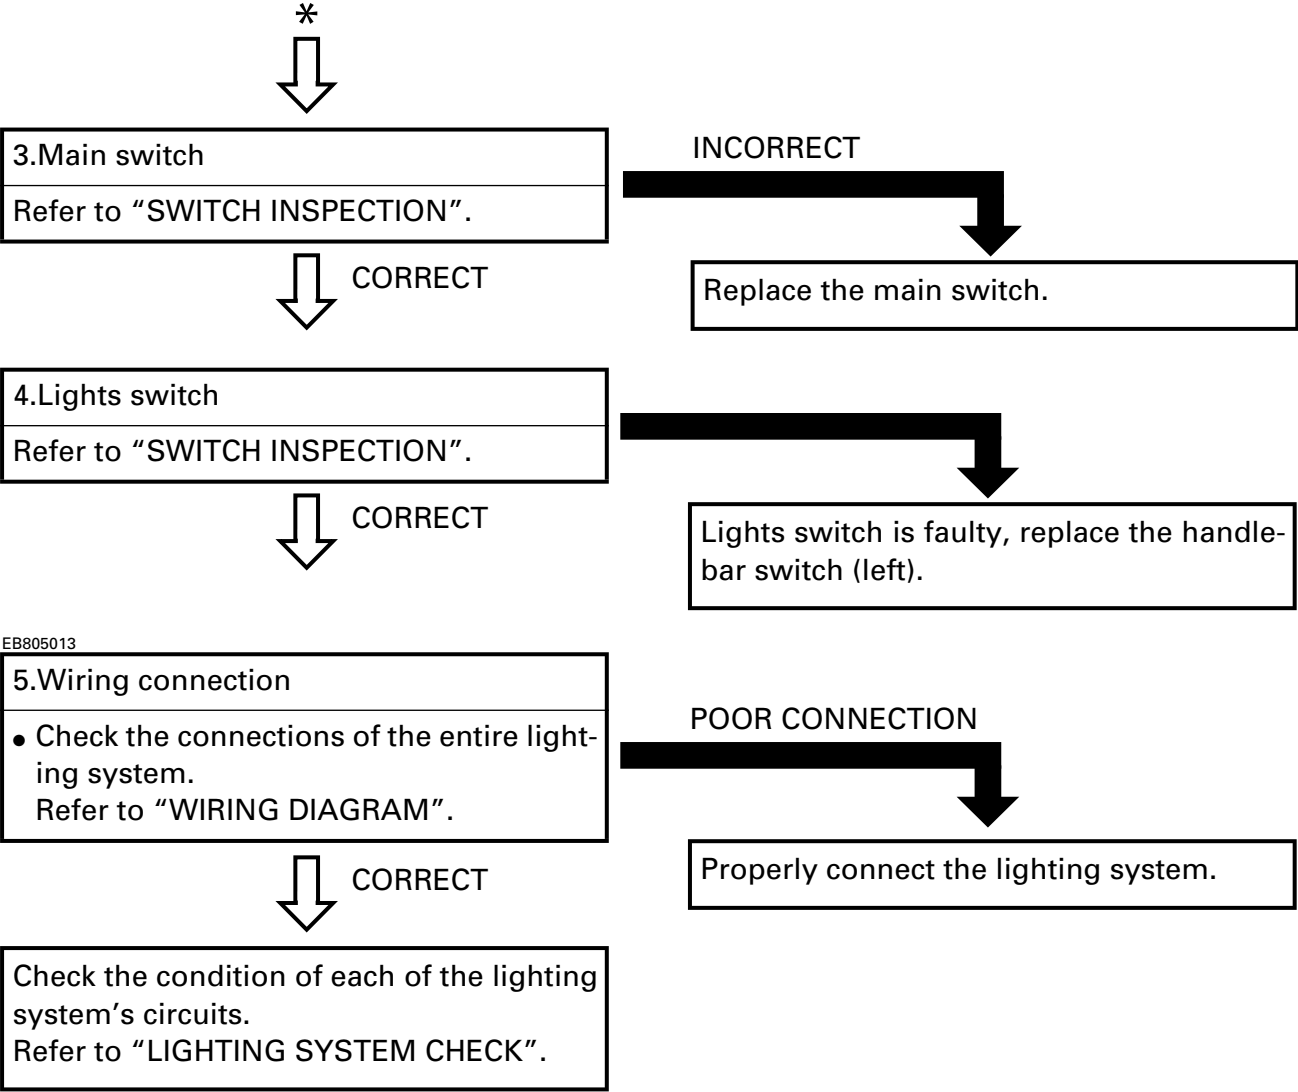 *
3.Main switch
Refer to “SWITCH INSPECTION”.
INCORRECT
CORRECT
Replace the main switch.
4.Lights switch
Refer to “SWITCH INSPECTION”.
CORRECT
Lights switch is faulty, replace the handle-
bar switch (left).
EB805013
5.Wiring connection
● Check the connections of the entire light-
ing system.
Refer to “WIRING DIAGRAM”.
POOR CONNECTION
CORRECT
Properly connect the lighting system.
Check the condition of each of the lighting
system’s circuits.
Refer to “LIGHTING SYSTEM CHECK”.